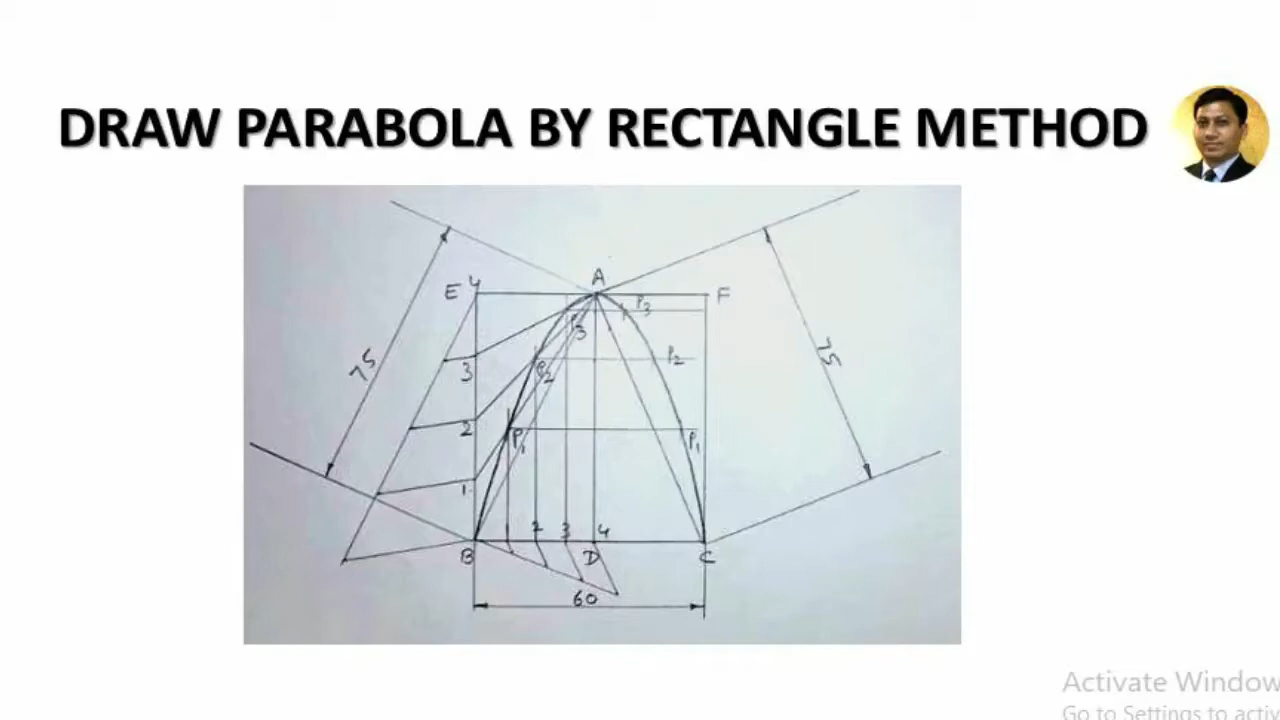 DRAW PARABOLA BY RECTANGLE METHOD
A
E 4 F
P3 P3
75 3 P2 P2 75
2 P1 P1
1
2 3 4
B D C
60
Activate Window
Go to Settings to activ